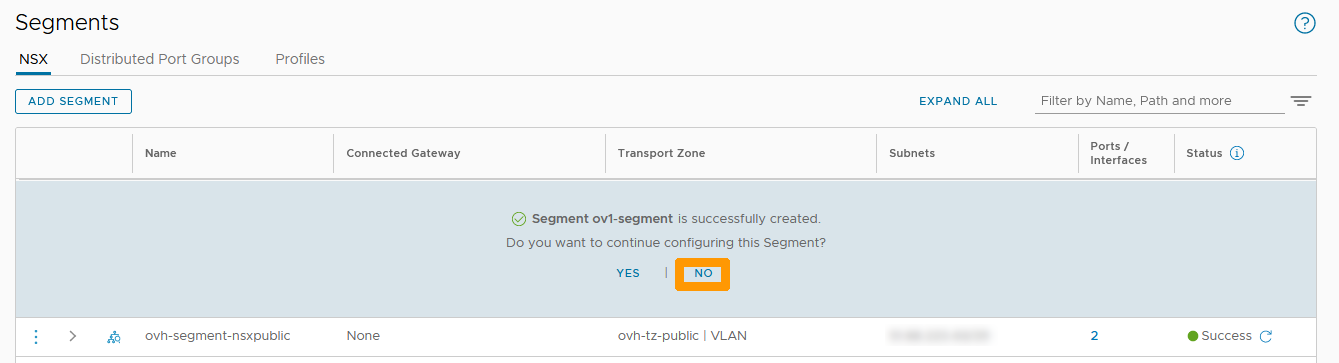 Segments
NSX Distributed Port Groups Profiles
ADD SEGMENT EXPAND ALL Filter by Name, Path and more
Name Connected Gateway Transport Zone Subnets Ports / Interfaces Status
Segment ov1-segment is successfully created.
Do you want to continue configuring this Segment?
YES | NO
ovh-segment-nsxpublic None ovh-tz-public | VLAN 2 Success